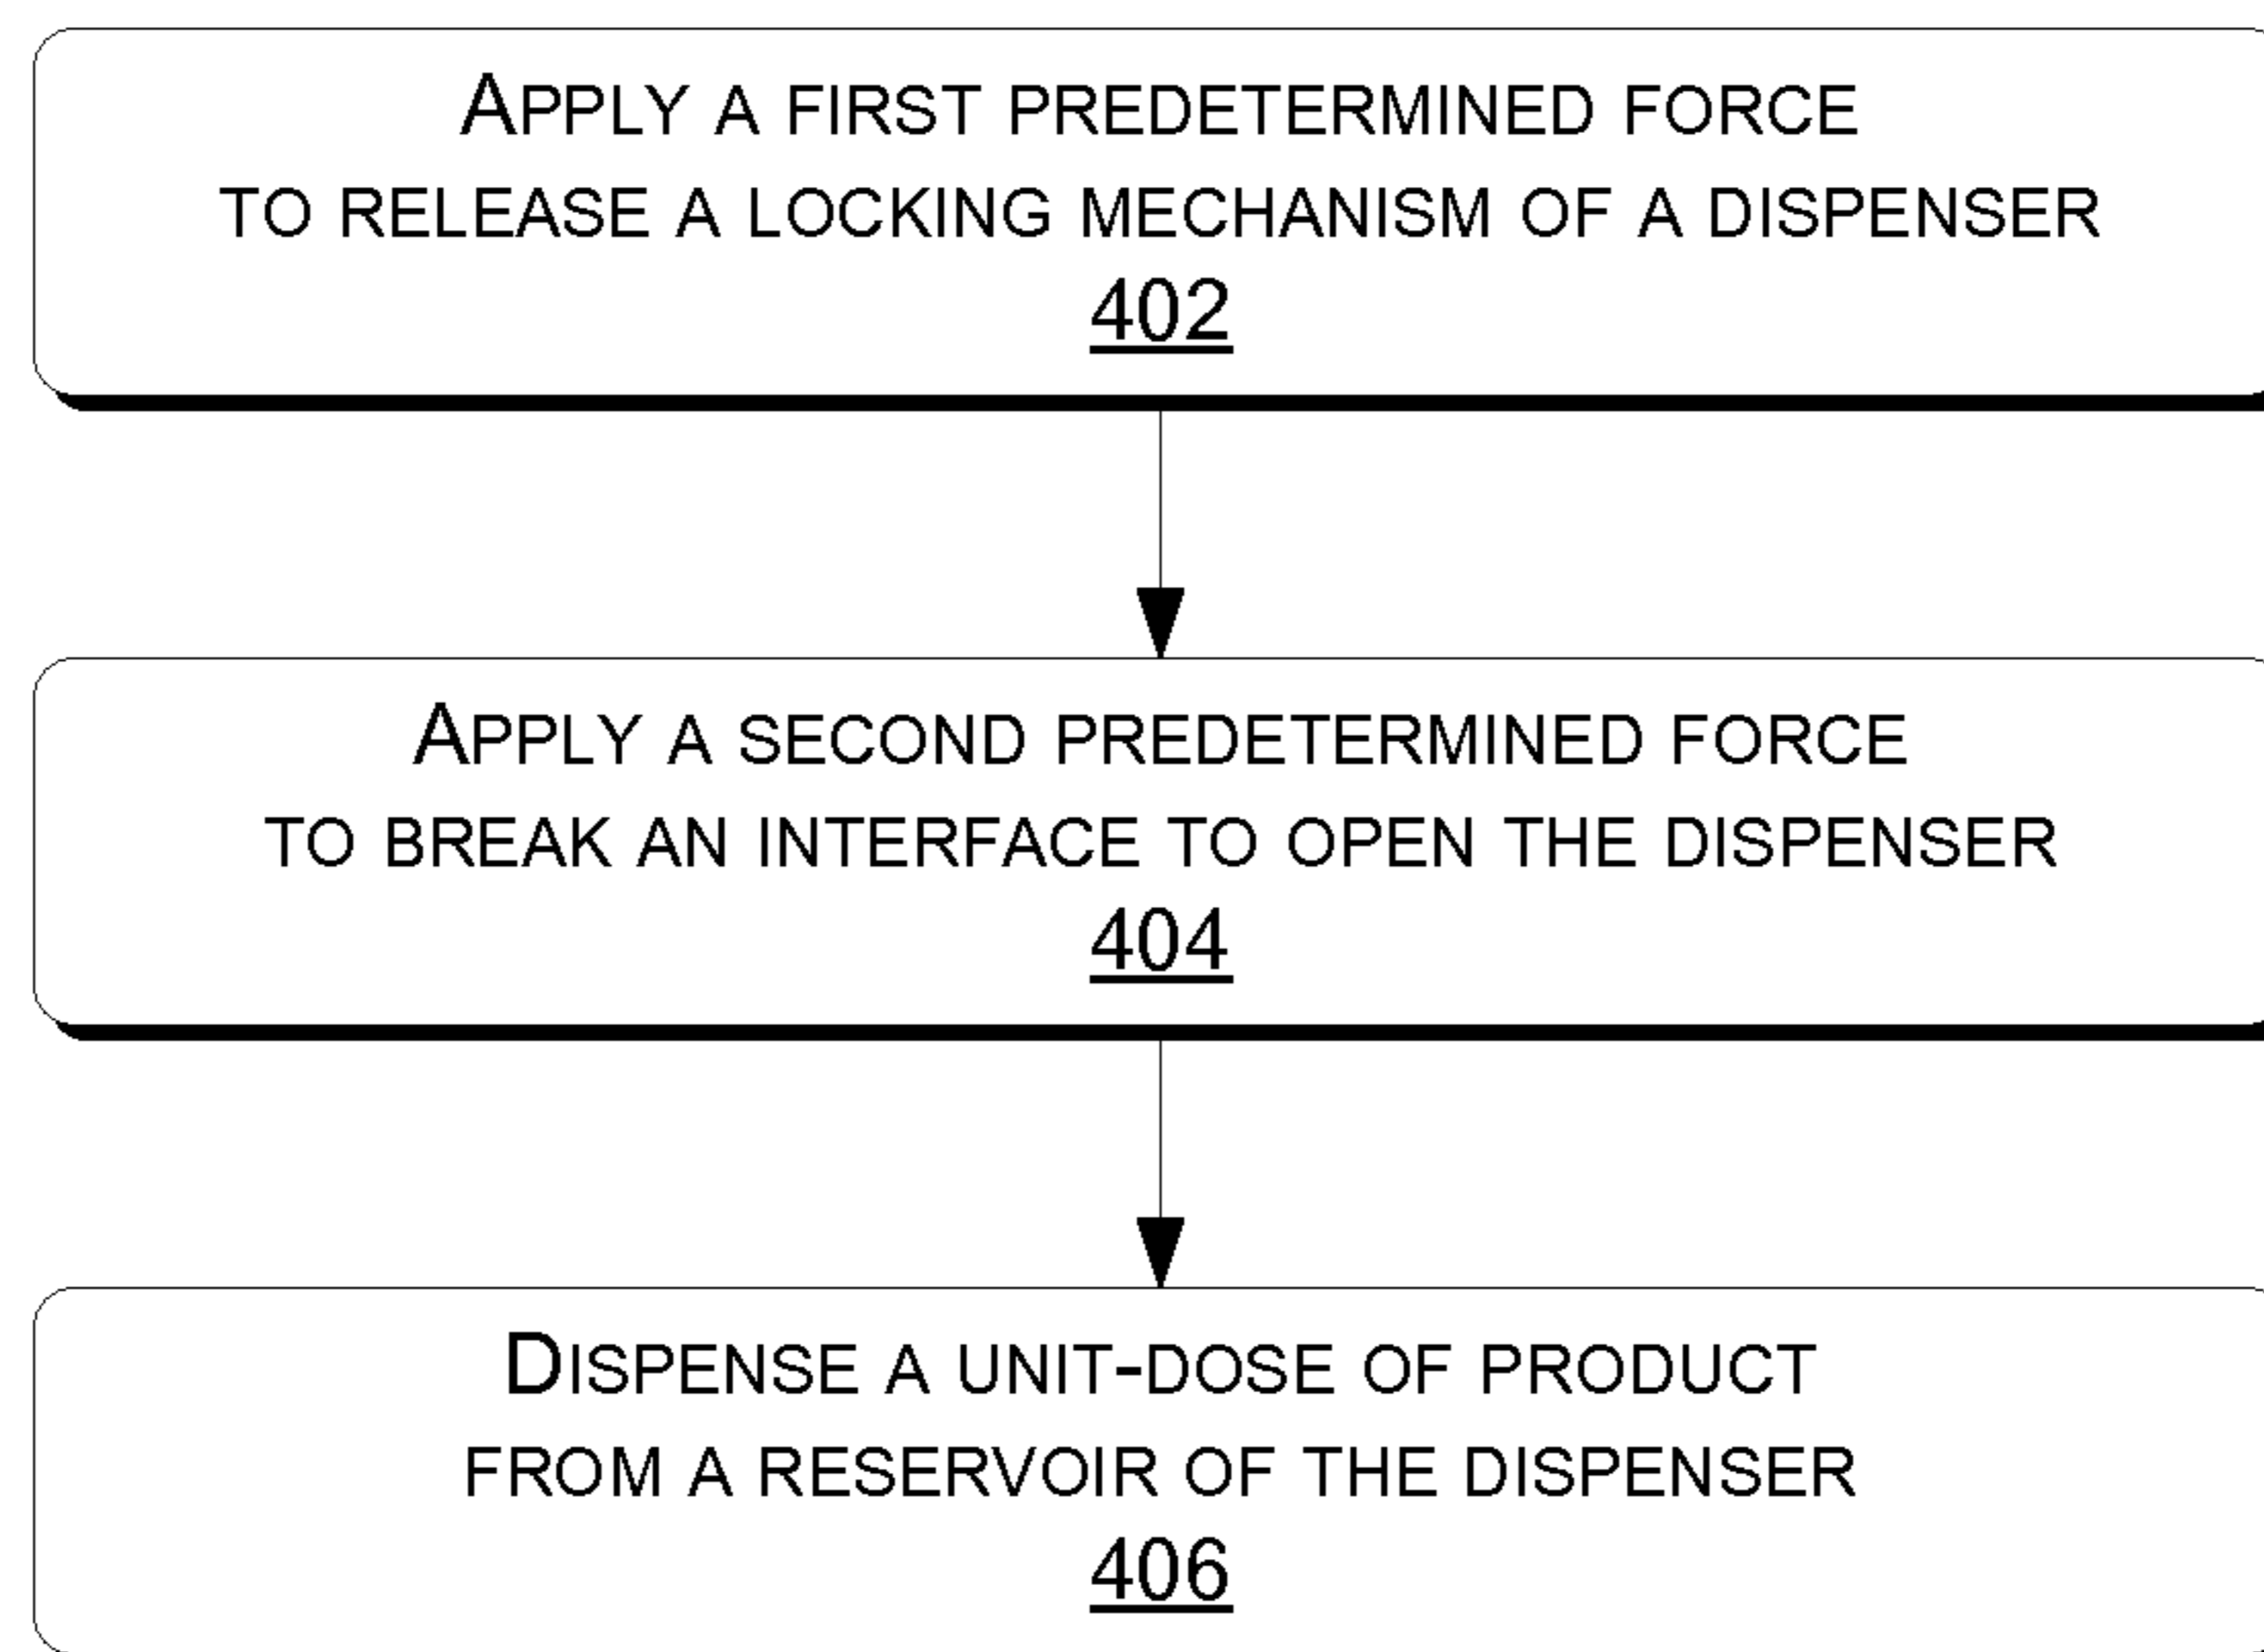 APPLY A FIRST PREDETERMINED FORCE
TO RELEASE A LOCKING MECHANISM OF A DISPENSER
402
APPLY A SECOND PREDETERMINED FORCE
TO BREAK AN INTERFACE TO OPEN THE DISPENSER
404
DISPENSE A UNIT-DOSE OF PRODUCT
FROM A RESERVOIR OF THE DISPENSER
406